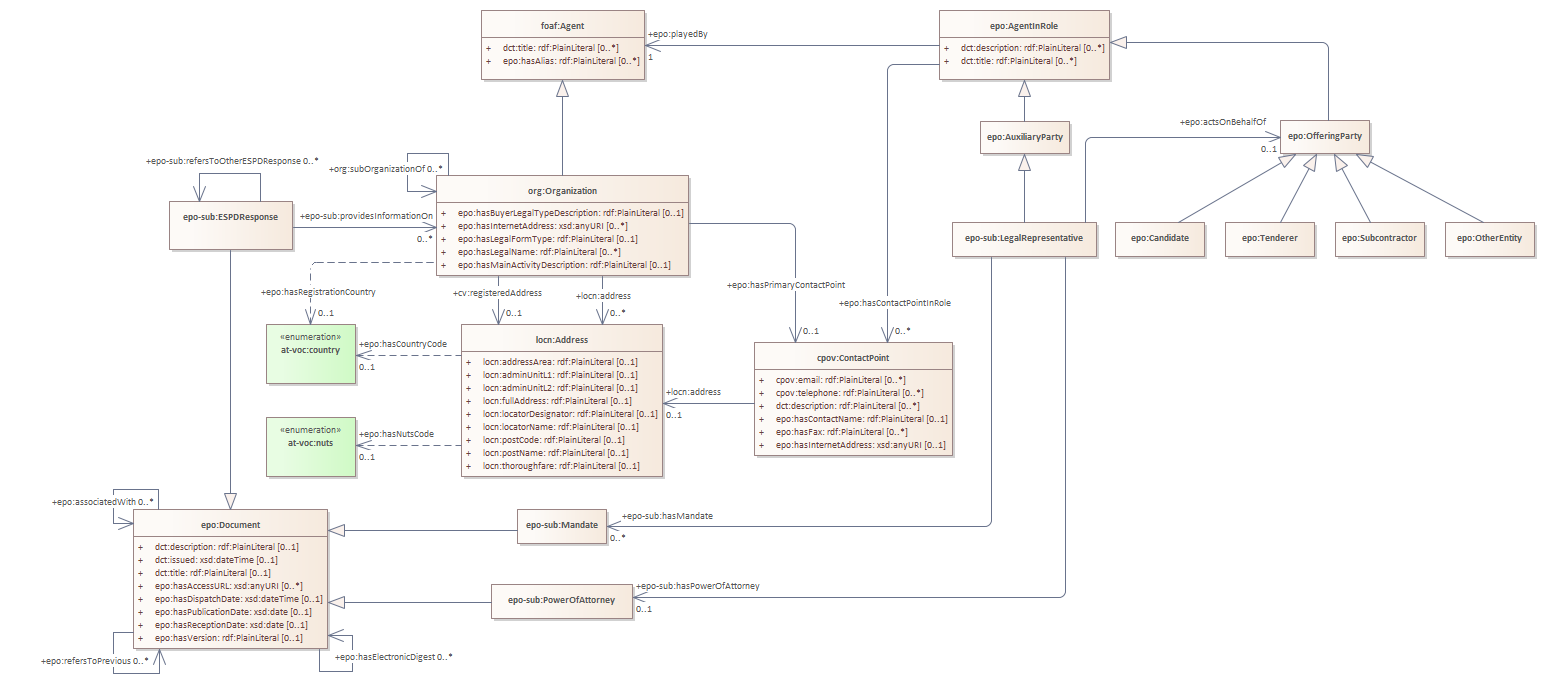 foaf:Agent
+ dct:title: rdf:PlainLiteral [0..*]
+ epo:hasAlias: rdf:PlainLiteral [0..*]
+epo:playedBy
1
epo:AgentInRole
+ dct:description: rdf:PlainLiteral [0..*]
+ dct:title: rdf:PlainLiteral [0..*]
epo:AuxiliaryParty
+epo:actsOnBehalfOf
0..1
epo:OfferingParty
+epo-sub:refersToOtherESPDResponse 0..*
+org:subOrganizationOf 0..*
epo-sub:ESPDResponse
+epo-sub:providesInformationOn
0..*
org:Organization
+ epo:hasBuyerLegalTypeDescription: rdf:PlainLiteral [0..1]
+ epo:hasInternetAddress: xsd:anyURI [0..*]
+ epo:hasLegalFormType: rdf:PlainLiteral [0..1]
+ epo:hasLegalName: rdf:PlainLiteral [0..*]
+ epo:hasMainActivityDescription: rdf:PlainLiteral [0..1]
epo-sub:LegalRepresentative
epo:Candidate
epo:Tenderer
epo:Subcontractor
epo:OtherEntity
+epo:hasRegistrationCountry
0..1
+cv:registeredAddress
0..1
+locn:address
0..*
+epo:hasPrimaryContactPoint
0..1
+epo:hasContactPointInRole
0..*
«enumeration»
at-voc:country
+epo:hasCountryCode
0..1
«enumeration»
at-voc:nuts
+epo:hasNutsCode
0..1
locn:Address
+ locn:addressArea: rdf:PlainLiteral [0..1]
+ locn:adminUnitL1: rdf:PlainLiteral [0..1]
+ locn:adminUnitL2: rdf:PlainLiteral [0..1]
+ locn:fullAddress: rdf:PlainLiteral [0..1]
+ locn:locatorDesignator: rdf:PlainLiteral [0..1]
+ locn:locatorName: rdf:PlainLiteral [0..1]
+ locn:postCode: rdf:PlainLiteral [0..1]
+ locn:postName: rdf:PlainLiteral [0..1]
+ locn:thoroughfare: rdf:PlainLiteral [0..1]
+locn:address
0..1
cpov:ContactPoint
+ cpov:email: rdf:PlainLiteral [0..*]
+ cpov:telephone: rdf:PlainLiteral [0..*]
+ dct:description: rdf:PlainLiteral [0..*]
+ epo:hasContactName: rdf:PlainLiteral [0..1]
+ epo:hasFax: rdf:PlainLiteral [0..*]
+ epo:hasInternetAddress: xsd:anyURI [0..1]
+epo:associatedWith 0..*
epo:Document
+ dct:description: rdf:PlainLiteral [0..1]
+ dct:issued: xsd:dateTime [0..1]
+ dct:title: rdf:PlainLiteral [0..1]
+ epo:hasAccessURL: xsd:anyURI [0..*]
+ epo:hasDispatchDate: xsd:dateTime [0..1]
+ epo:hasPublicationDate: xsd:date [0..1]
+ epo:hasReceptionDate: xsd:date [0..1]
+ epo:hasVersion: rdf:PlainLiteral [0..1]
epo-sub:Mandate
+epo-sub:hasMandate
0..*
epo-sub:PowerOfAttorney
+epo-sub:hasPowerOfAttorney
0..1
+epo:refersToPrevious 0..*
+epo:hasElectronicDigest 0..*